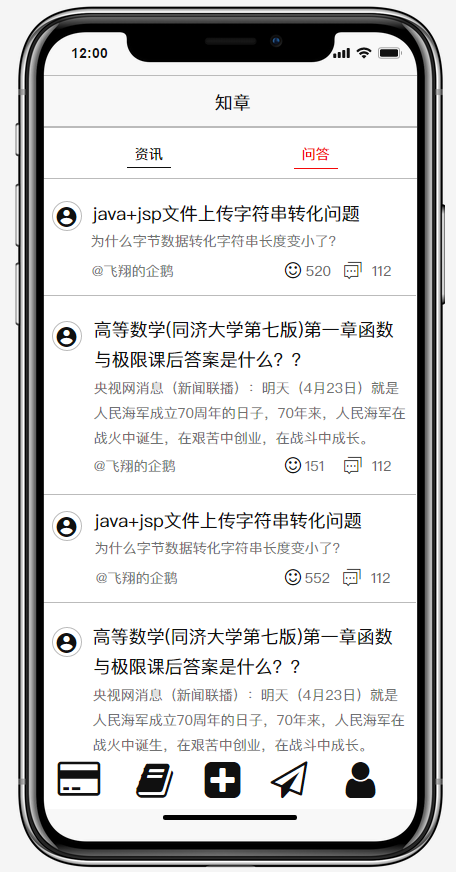 12:00
知章
资讯 问答
java+jsp文件上传字符串转化问题
为什么字节数据转化字符串长度变小了?
@飞翔的企鹅 520 112
高等数学(同济大学第七版)第一章函数
与极限课后答案是什么？？
央视网消息（新闻联播）：明天（4月23日）就是
人民海军成立70周年的日子，70年来，人民海军在
战火中诞生，在艰苦中创业，在战斗中成长。
@飞翔的企鹅 151 112
java+jsp文件上传字符串转化问题
为什么字节数据转化字符串长度变小了?
@飞翔的企鹅 552 112
高等数学(同济大学第七版)第一章函数
与极限课后答案是什么？？
央视网消息（新闻联播）：明天（4月23日）就是
人民海军成立70周年的日子，70年来，人民海军在
战火中诞生，在艰苦中创业，在战斗中成长。